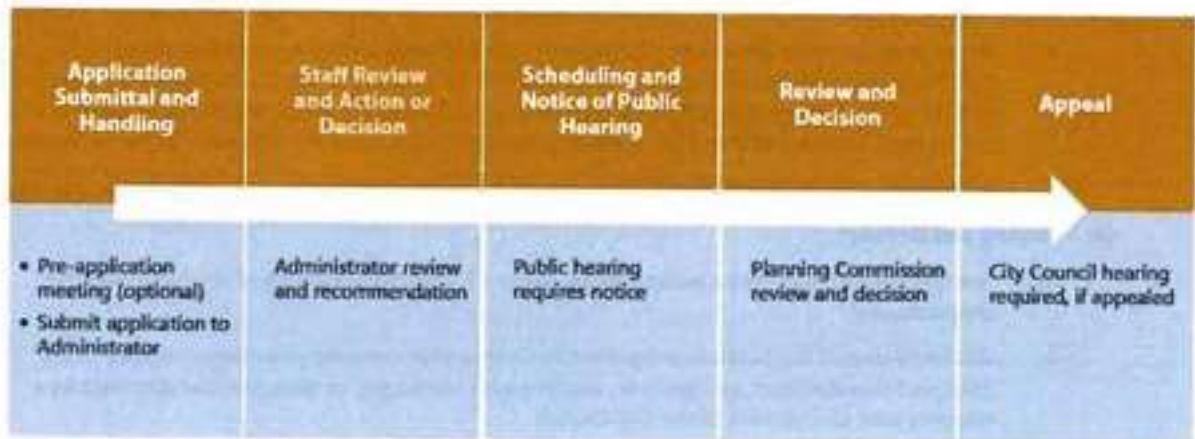 Application
Submittal and
Handling
Staff Review
and Action or
Decision
Scheduling and
Notice of Public
Hearing
Review and
Decision
Appeal
• Pre-application
meeting (optional)
• Submit application to
Administrator
Administrator review
and recommendation
Public hearing
requires notice
Planning Commission
review and decision
City Council hearing
required, if appealed